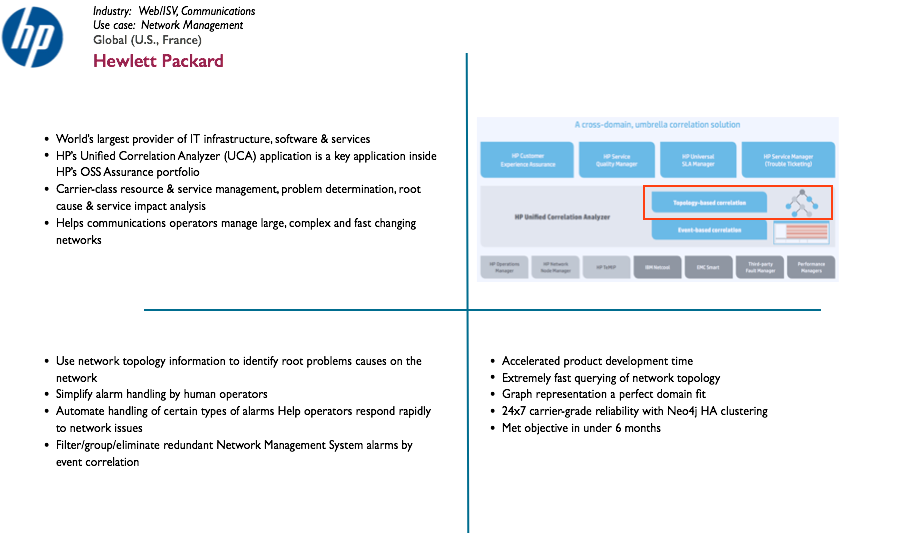 hp
Industry: Web/ISV, Communications
Use case: Network Management
Global (U.S., France)
Hewlett Packard
• World's largest provider of IT infrastructure, software & services
• HP's Unified Correlation Analyzer (UCA) application is a key application inside
HP's OSS Assurance portfolio
• Carrier-class resource & service management, problem determination, root
cause & service impact analysis
• Helps communications operators manage large, complex and fast changing
networks
A cross-domain, umbrella correlation solution
HP Customer
Experience Assurance
HP Service
Quality Manager
HP Universal
SLA Manager
HP Service Manager
(Trouble Ticketing)
HP Unified Correlation Analyzer
Topology-based correlation
Event-based correlation
HP Operations
Manager
HP Network
Node Manager
HP TeMIP
IBM Netcool
EMC Smart
Third-party
Fault Manager
Performance
Managers
• Use network topology information to identify root problems causes on the
network
• Simplify alarm handling by human operators
• Automate handling of certain types of alarms Help operators respond rapidly
to network issues
• Filter/group/eliminate redundant Network Management System alarms by
event correlation
• Accelerated product development time
• Extremely fast querying of network topology
• Graph representation a perfect domain fit
• 24x7 carrier-grade reliability with Neo4j HA clustering
• Met objective in under 6 months